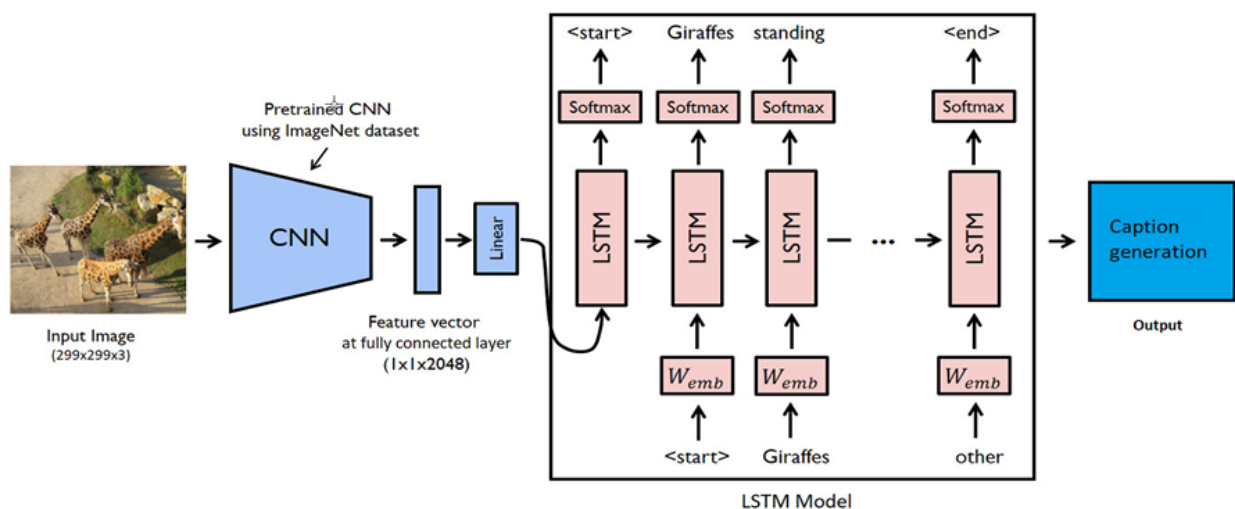 <start> Giraffes standing <end>
Softmax Softmax Softmax Softmax
Pretrained CNN
using ImageNet dataset
CNN
Linear
LSTM LSTM LSTM ... LSTM
Caption
generation
Input Image
(299x299x3)
Feature vector
at fully connected layer
(1x1x2048)
Output
W_emb W_emb W_emb
<start> Giraffes other
LSTM Model